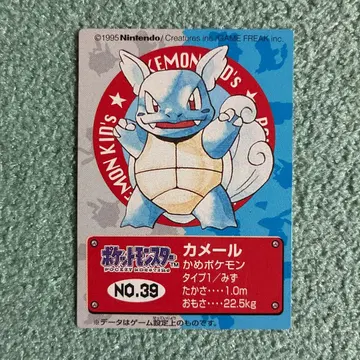 ©1995 Nintendo/Creatures inc./GAME FREAK inc.
POKEMON KID's
POKEMON KID's
ポケットモンスター
POCKET MONSTERS
TM
NO.39
カメール
かめポケモン
タイプ1/みず
たかさ‥‥1.0m
おもさ‥‥22.5kg
※データはゲーム設定上のものです。